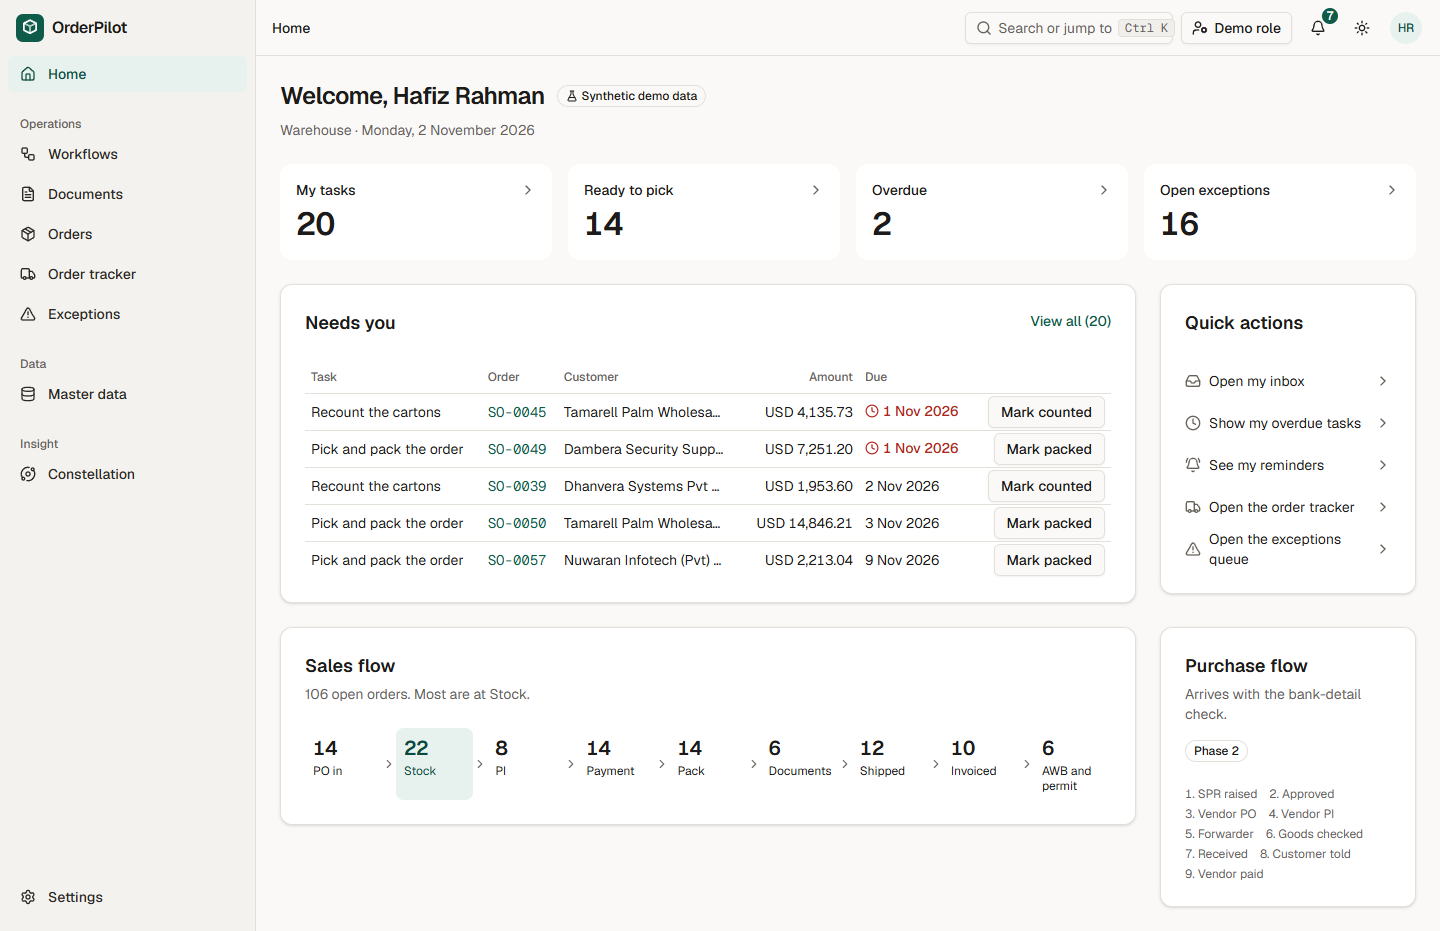 OrderPilot
Home
Search or jump to Ctrl K
Demo role
7
HR
Home
Operations
Workflows
Documents
Orders
Order tracker
Exceptions
Data
Master data
Insight
Constellation
Settings
Welcome, Hafiz Rahman
Synthetic demo data
Warehouse · Monday, 2 November 2026
My tasks
20
Ready to pick
14
Overdue
2
Open exceptions
16
Needs you
View all (20)
Task Order Customer Amount Due
Recount the cartons SO-0045 Tamarell Palm Wholesa... USD 4,135.73 1 Nov 2026 Mark counted
Pick and pack the order SO-0049 Dambera Security Supp... USD 7,251.20 1 Nov 2026 Mark packed
Recount the cartons SO-0039 Dhanvera Systems Pvt ... USD 1,953.60 2 Nov 2026 Mark counted
Pick and pack the order SO-0050 Tamarell Palm Wholesa... USD 14,846.21 3 Nov 2026 Mark packed
Pick and pack the order SO-0057 Nuwaran Infotech (Pvt) ... USD 2,213.04 9 Nov 2026 Mark packed
Quick actions
Open my inbox
Show my overdue tasks
See my reminders
Open the order tracker
Open the exceptions
queue
Sales flow
106 open orders. Most are at Stock.
14
PO in
22
Stock
8
PI
14
Payment
14
Pack
6
Documents
12
Shipped
10
Invoiced
6
AWB and
permit
Purchase flow
Arrives with the bank-detail
check.
Phase 2
1. SPR raised 2. Approved
3. Vendor PO 4. Vendor PI
5. Forwarder 6. Goods checked
7. Received 8. Customer told
9. Vendor paid